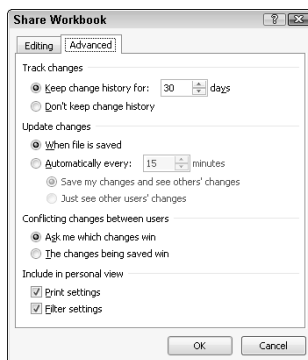 Share Workbook
Editing Advanced
Track changes
Keep change history for: 30 days
Don't keep change history
Update changes
When file is saved
Automatically every: 15 minutes
Save my changes and see others' changes
Just see other users' changes
Conflicting changes between users
Ask me which changes win
The changes being saved win
Include in personal view
Print settings
Filter settings
OK Cancel